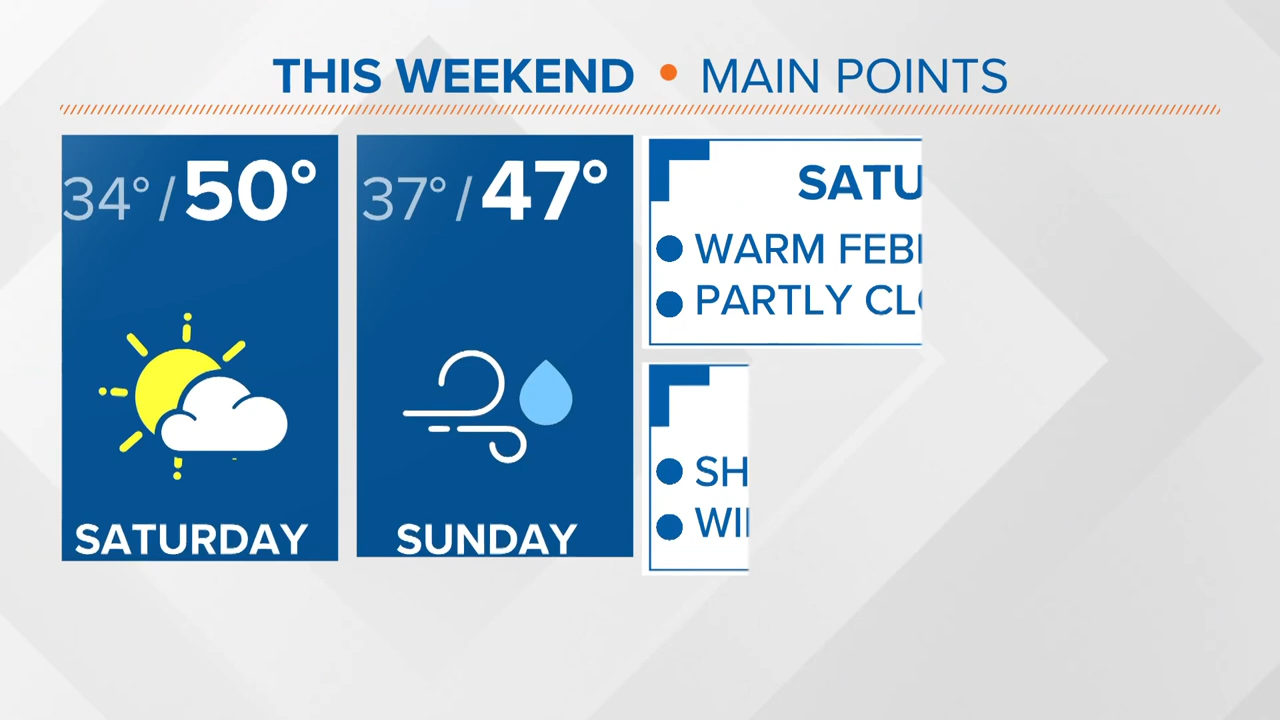 THIS WEEKEND • MAIN POINTS
34° / 50°
SATURDAY
37° / 47°
SUNDAY
SATU
• WARM FEB
• PARTLY CL
• SH
• WI